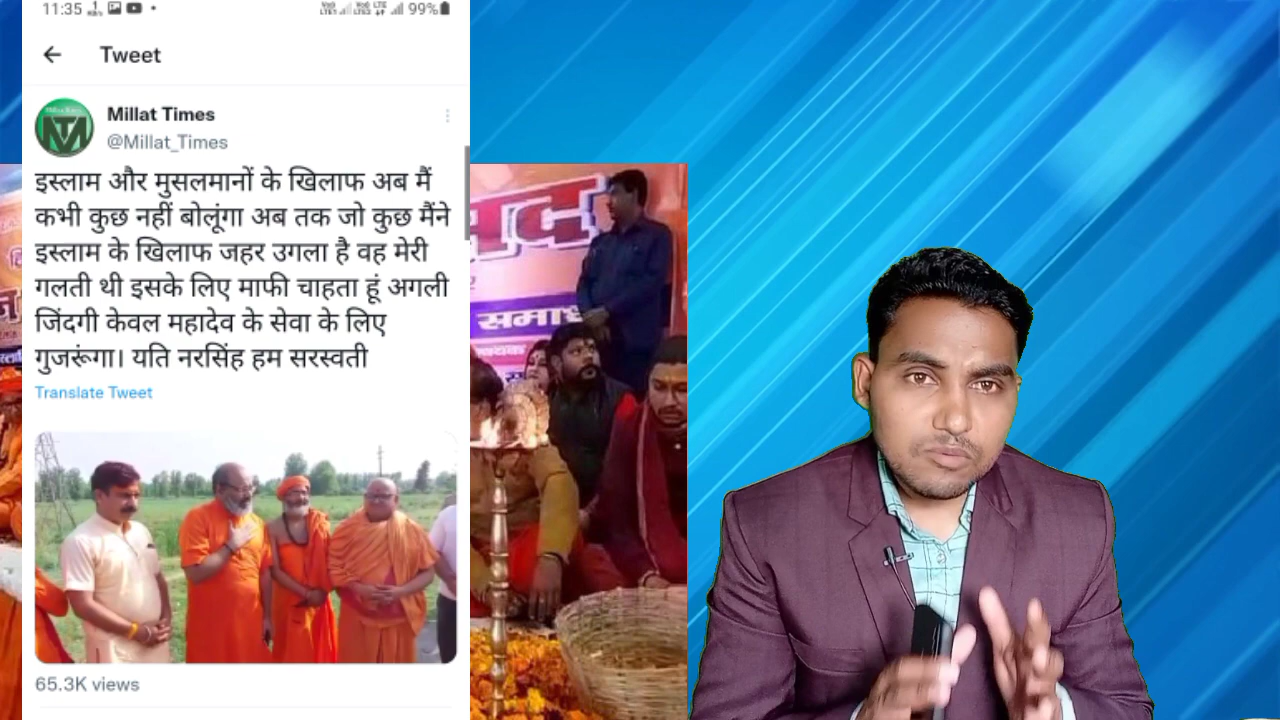 11:35
99%
Tweet
Millat Times
@Millat_Times
इस्लाम और मुसलमानों के खिलाफ अब मैं
कभी कुछ नहीं बोलूंगा अब तक जो कुछ मैंने
इस्लाम के खिलाफ जहर उगला है वह मेरी
गलती थी इसके लिए माफी चाहता हूं अगली
जिंदगी केवल महादेव के सेवा के लिए
गुजरूंगा। यति नरसिंह हम सरस्वती
Translate Tweet
65.3K views